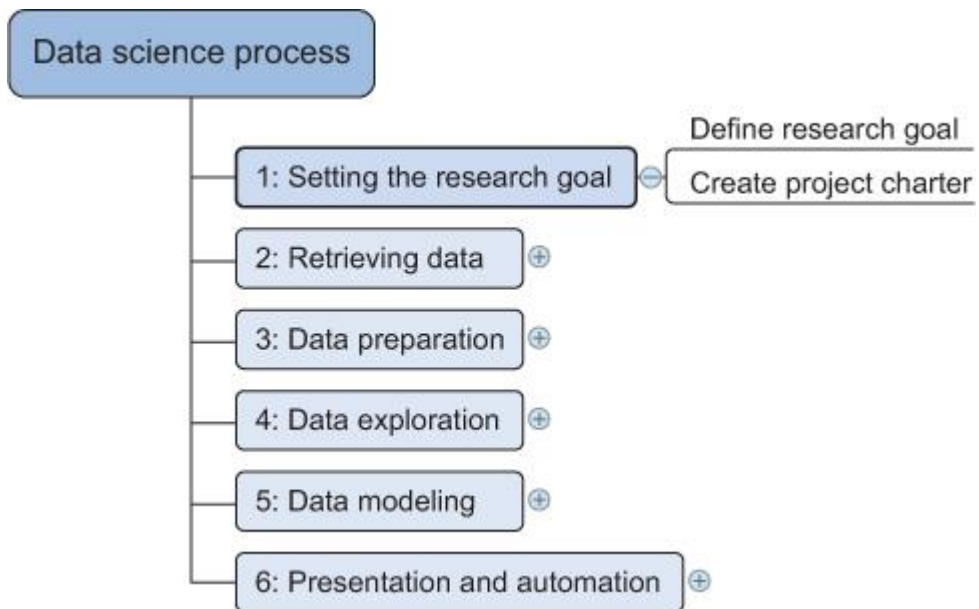 Data science process
1: Setting the research goal
Define research goal
Create project charter
2: Retrieving data
3: Data preparation
4: Data exploration
5: Data modeling
6: Presentation and automation